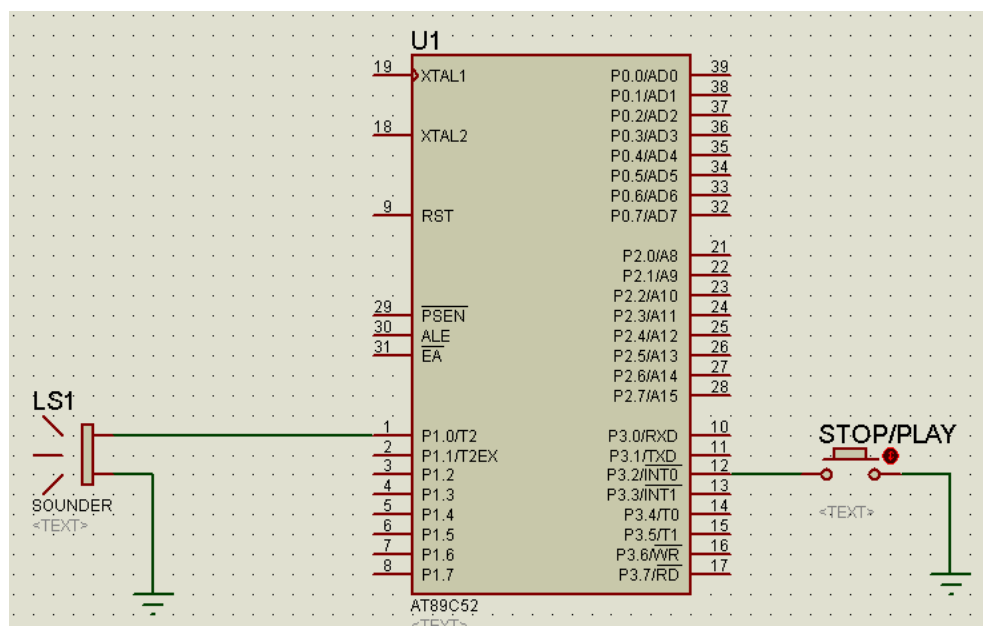 U1
19
XTAL1
18
XTAL2
9
RST
29
PSEN
30
ALE
31
EA
1
P1.0/T2
2
P1.1/T2EX
3
P1.2
4
P1.3
5
P1.4
6
P1.5
7
P1.6
8
P1.7
P0.0/AD0
39
P0.1/AD1
38
P0.2/AD2
37
P0.3/AD3
36
P0.4/AD4
35
P0.5/AD5
34
P0.6/AD6
33
P0.7/AD7
32
P2.0/A8
21
P2.1/A9
22
P2.2/A10
23
P2.3/A11
24
P2.4/A12
25
P2.5/A13
26
P2.6/A14
27
P2.7/A15
28
P3.0/RXD
10
P3.1/TXD
11
P3.2/INT0
12
P3.3/INT1
13
P3.4/T0
14
P3.5/T1
15
P3.6/WR
16
P3.7/RD
17
AT89C52
<TEXT>
LS1
SOUNDER
<TEXT>
STOP/PLAY
<TEXT>